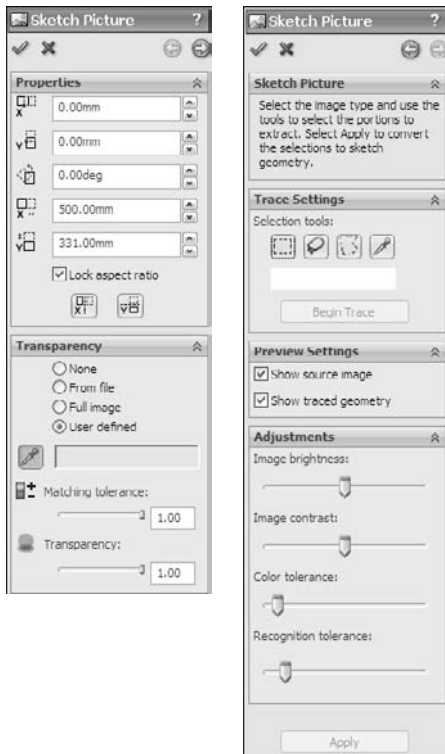 Sketch Picture ?
Properties
X 0.00mm
Y 0.00mm
0.00deg
X 500.00mm
Y 331.00mm
Lock aspect ratio
Transparency
None
From file
Full image
User defined
Matching tolerance:
1.00
Transparency:
1.00
Sketch Picture ?
Sketch Picture
Select the image type and use the
tools to select the portions to
extract. Select Apply to convert
the selections to sketch
geometry.
Trace Settings
Selection tools:
Begin Trace
Preview Settings
Show source image
Show traced geometry
Adjustments
Image brightness:
Image contrast:
Color tolerance:
Recognition tolerance:
Apply